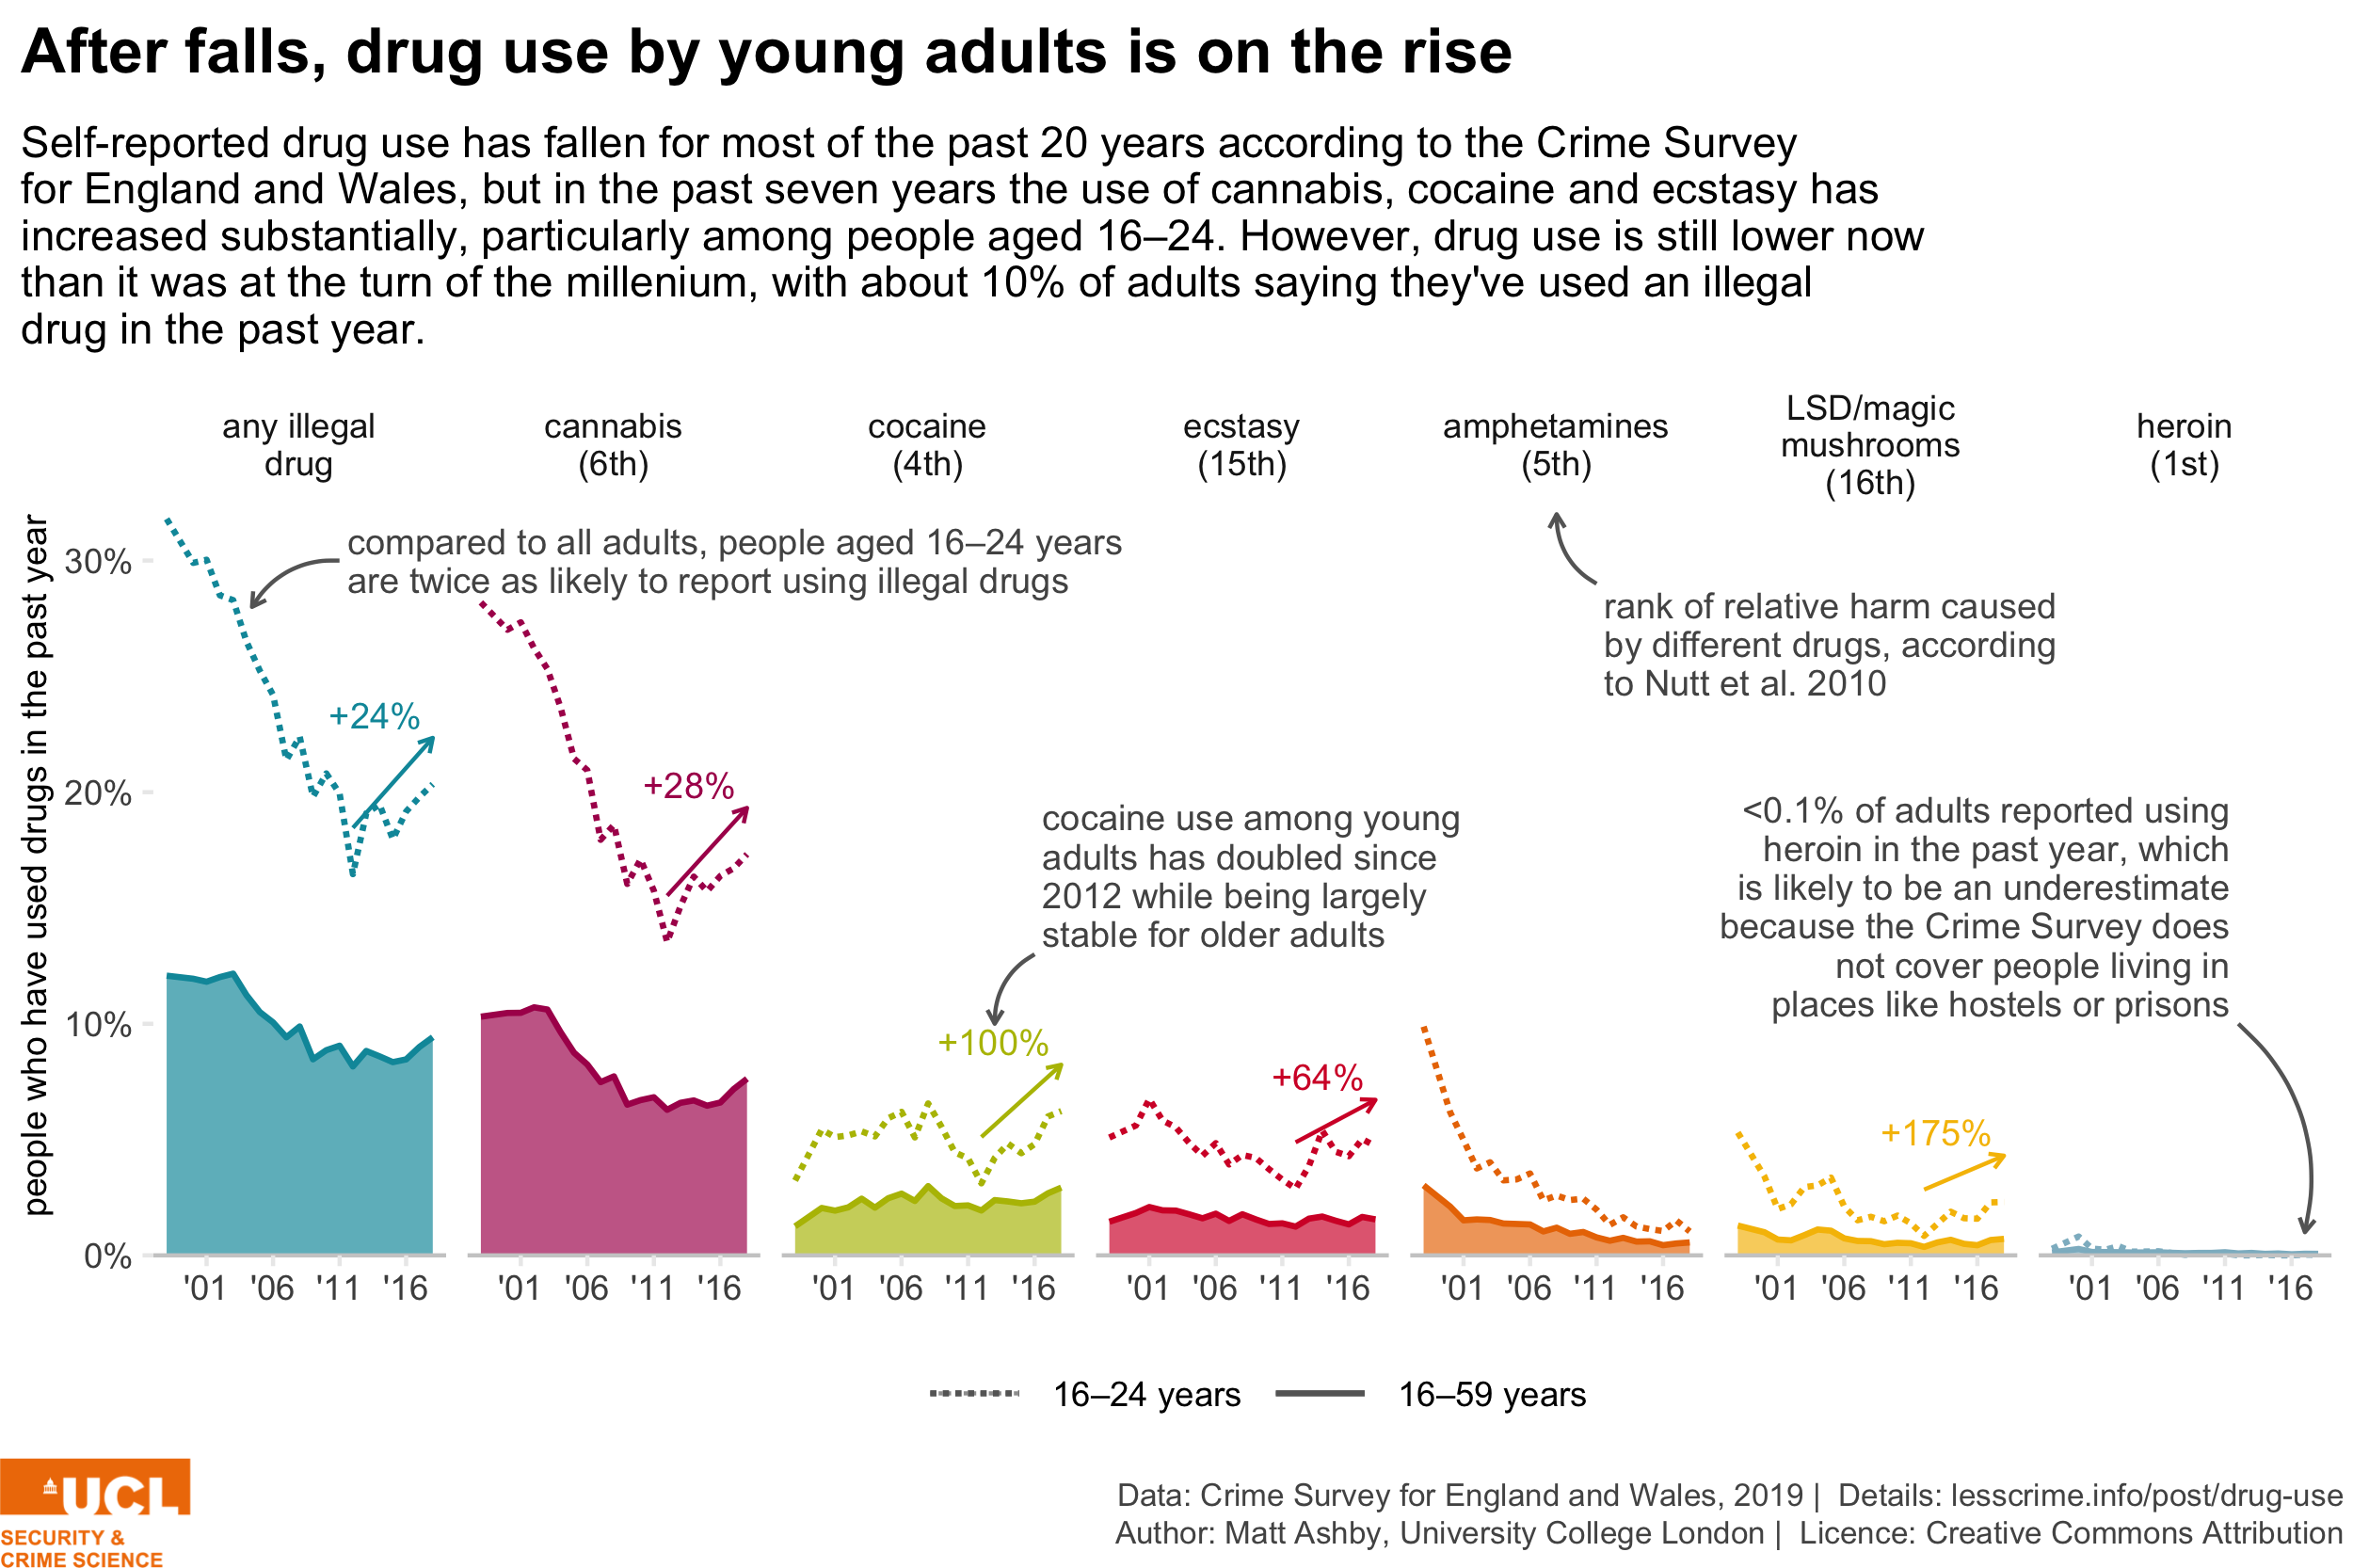 After falls, drug use by young adults is on the rise
Self-reported drug use has fallen for most of the past 20 years according to the Crime Survey
for England and Wales, but in the past seven years the use of cannabis, cocaine and ecstasy has
increased substantially, particularly among people aged 16–24. However, drug use is still lower now
than it was at the turn of the millenium, with about 10% of adults saying they've used an illegal
drug in the past year.
any illegal
drug
cannabis
(6th)
cocaine
(4th)
ecstasy
(15th)
amphetamines
(5th)
LSD/magic
mushrooms
(16th)
heroin
(1st)
people who have used drugs in the past year
30%
20%
10%
0%
compared to all adults, people aged 16–24 years
are twice as likely to report using illegal drugs
rank of relative harm caused
by different drugs, according
to Nutt et al. 2010
+24%
+28%
cocaine use among young
adults has doubled since
2012 while being largely
stable for older adults
<0.1% of adults reported using
heroin in the past year, which
is likely to be an underestimate
because the Crime Survey does
not cover people living in
places like hostels or prisons
+100%
+64%
+175%
'01 '06 '11 '16
'01 '06 '11 '16
'01 '06 '11 '16
'01 '06 '11 '16
'01 '06 '11 '16
'01 '06 '11 '16
'01 '06 '11 '16
16–24 years
16–59 years
UCL
SECURITY &
CRIME SCIENCE
Data: Crime Survey for England and Wales, 2019 | Details: lesscrime.info/post/drug-use
Author: Matt Ashby, University College London | Licence: Creative Commons Attribution